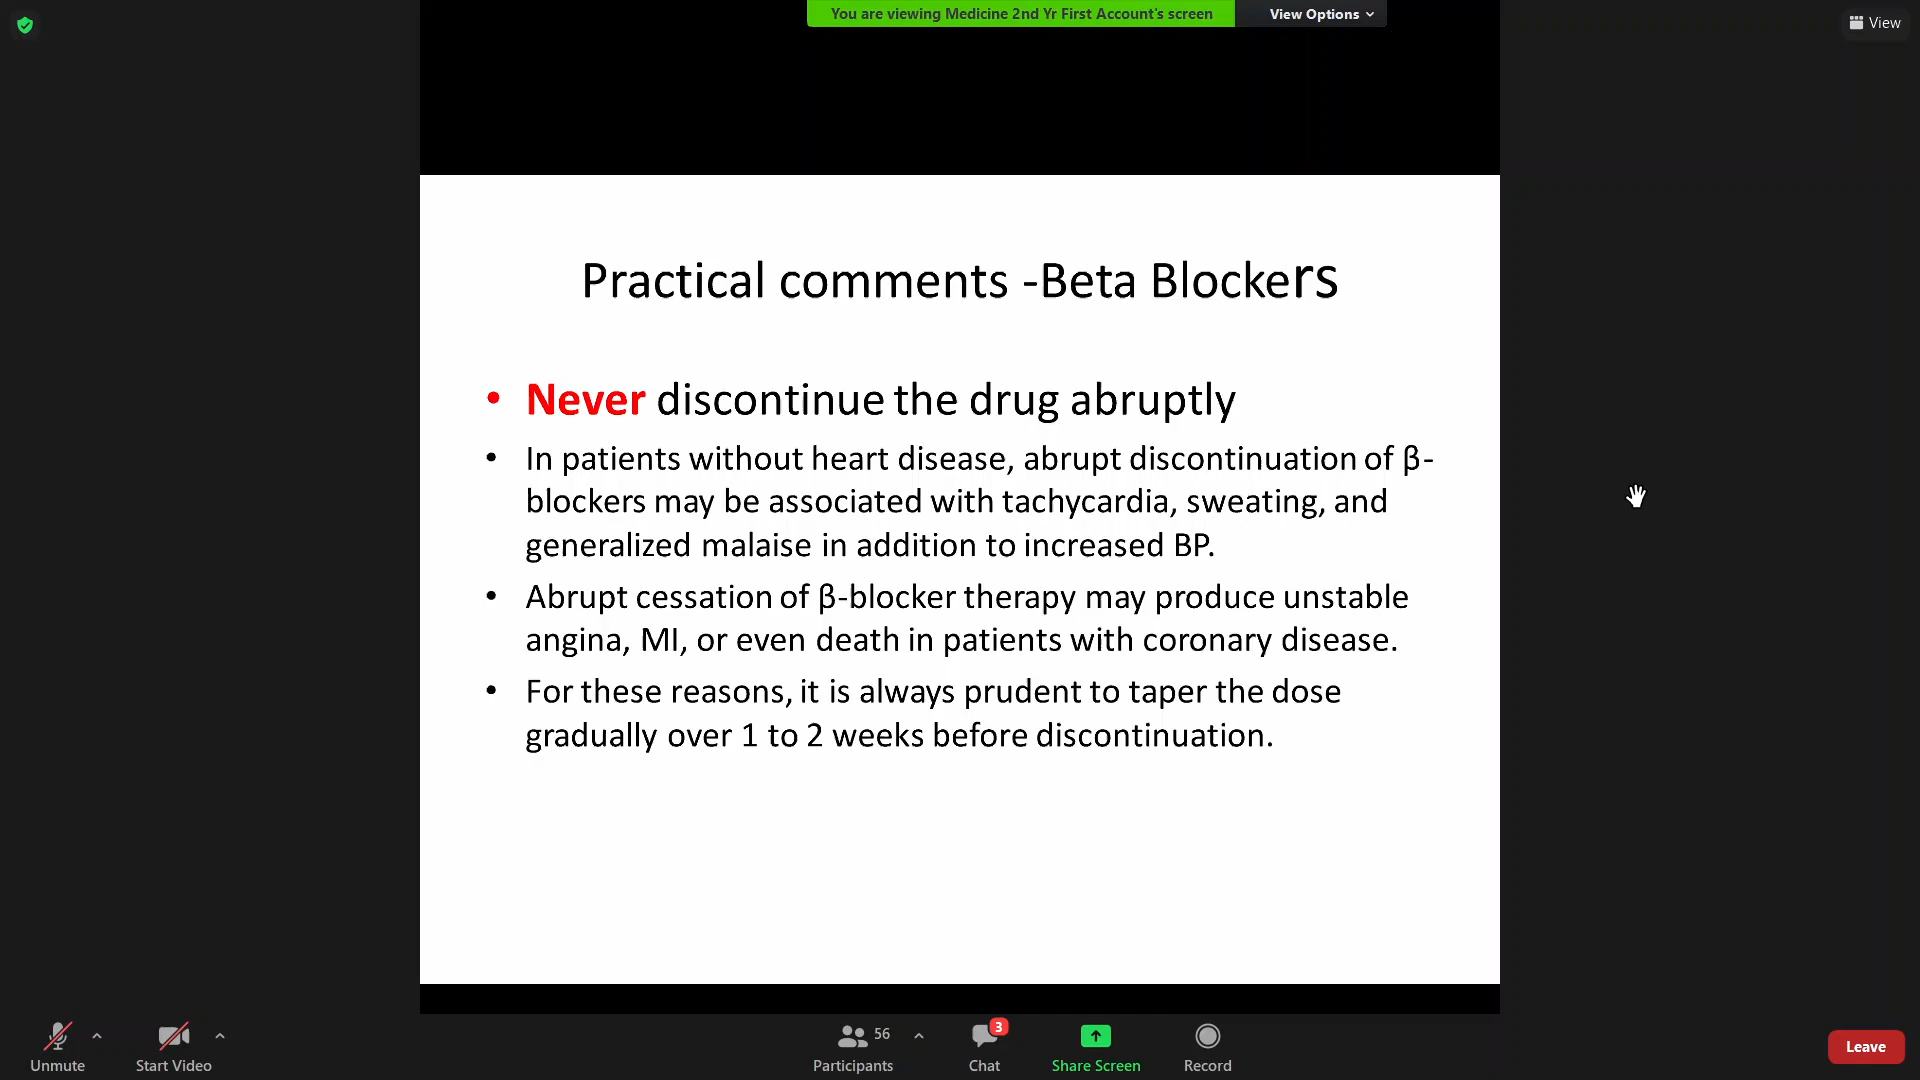 You are viewing Medicine 2nd Yr First Account's screen
View Options
View
Practical comments -Beta Blockers
• Never discontinue the drug abruptly
• In patients without heart disease, abrupt discontinuation of β-
blockers may be associated with tachycardia, sweating, and
generalized malaise in addition to increased BP.
• Abrupt cessation of β-blocker therapy may produce unstable
angina, MI, or even death in patients with coronary disease.
• For these reasons, it is always prudent to taper the dose
gradually over 1 to 2 weeks before discontinuation.
56
3
Unmute
Start Video
Participants
Chat
Share Screen
Record
Leave